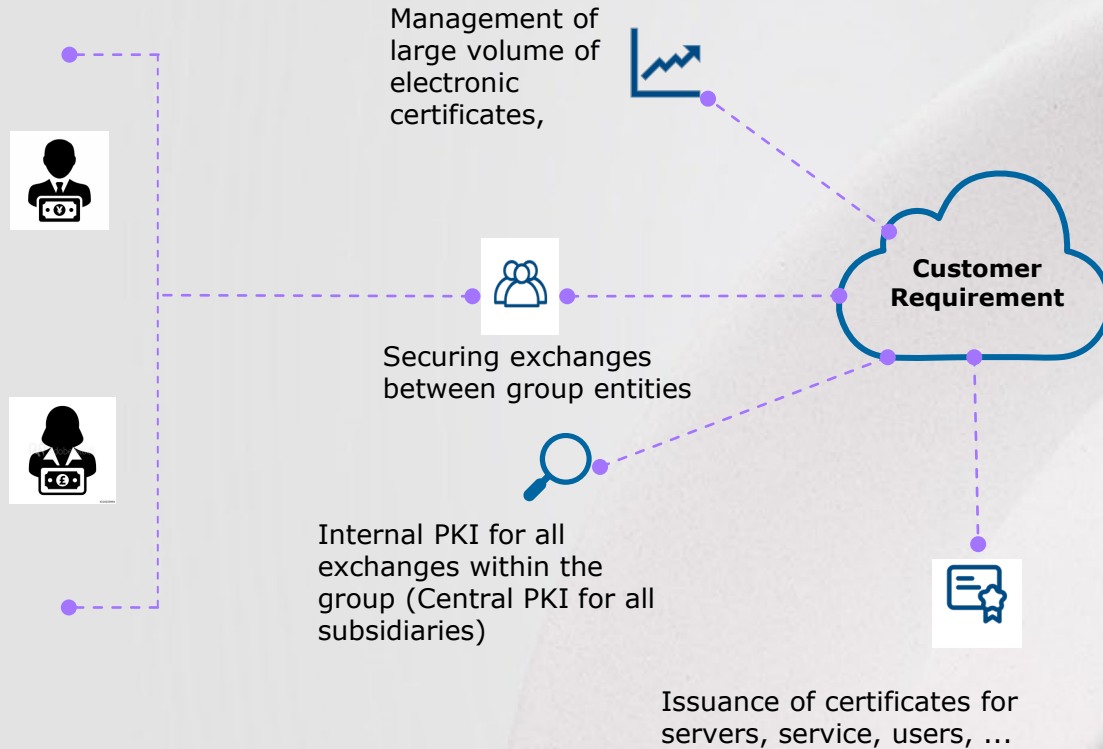 Management of
large volume of
electronic
certificates,
Customer
Requirement
¥
Securing exchanges
between group entities
£
Internal PKI for all
exchanges within the
group (Central PKI for all
subsidiaries)
Issuance of certificates for
servers, service, users, ...